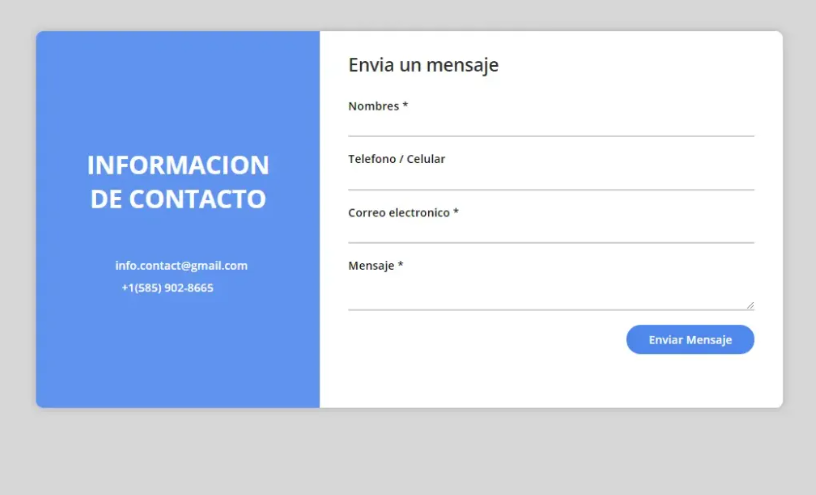 INFORMACION
DE CONTACTO
info.contact@gmail.com
+1(585) 902-8665
Envia un mensaje
Nombres *
Telefono / Celular
Correo electronico *
Mensaje *
Enviar Mensaje